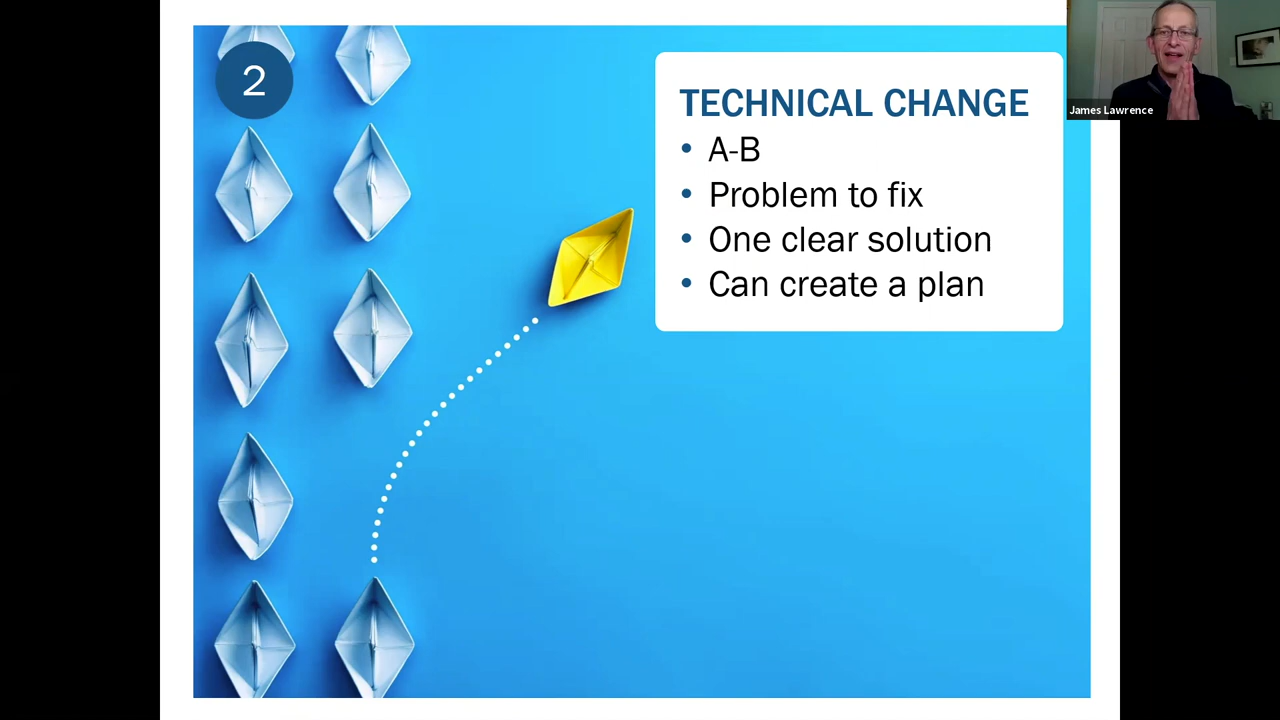 2
TECHNICAL CHANGE
• A-B
• Problem to fix
• One clear solution
• Can create a plan
James Lawrence